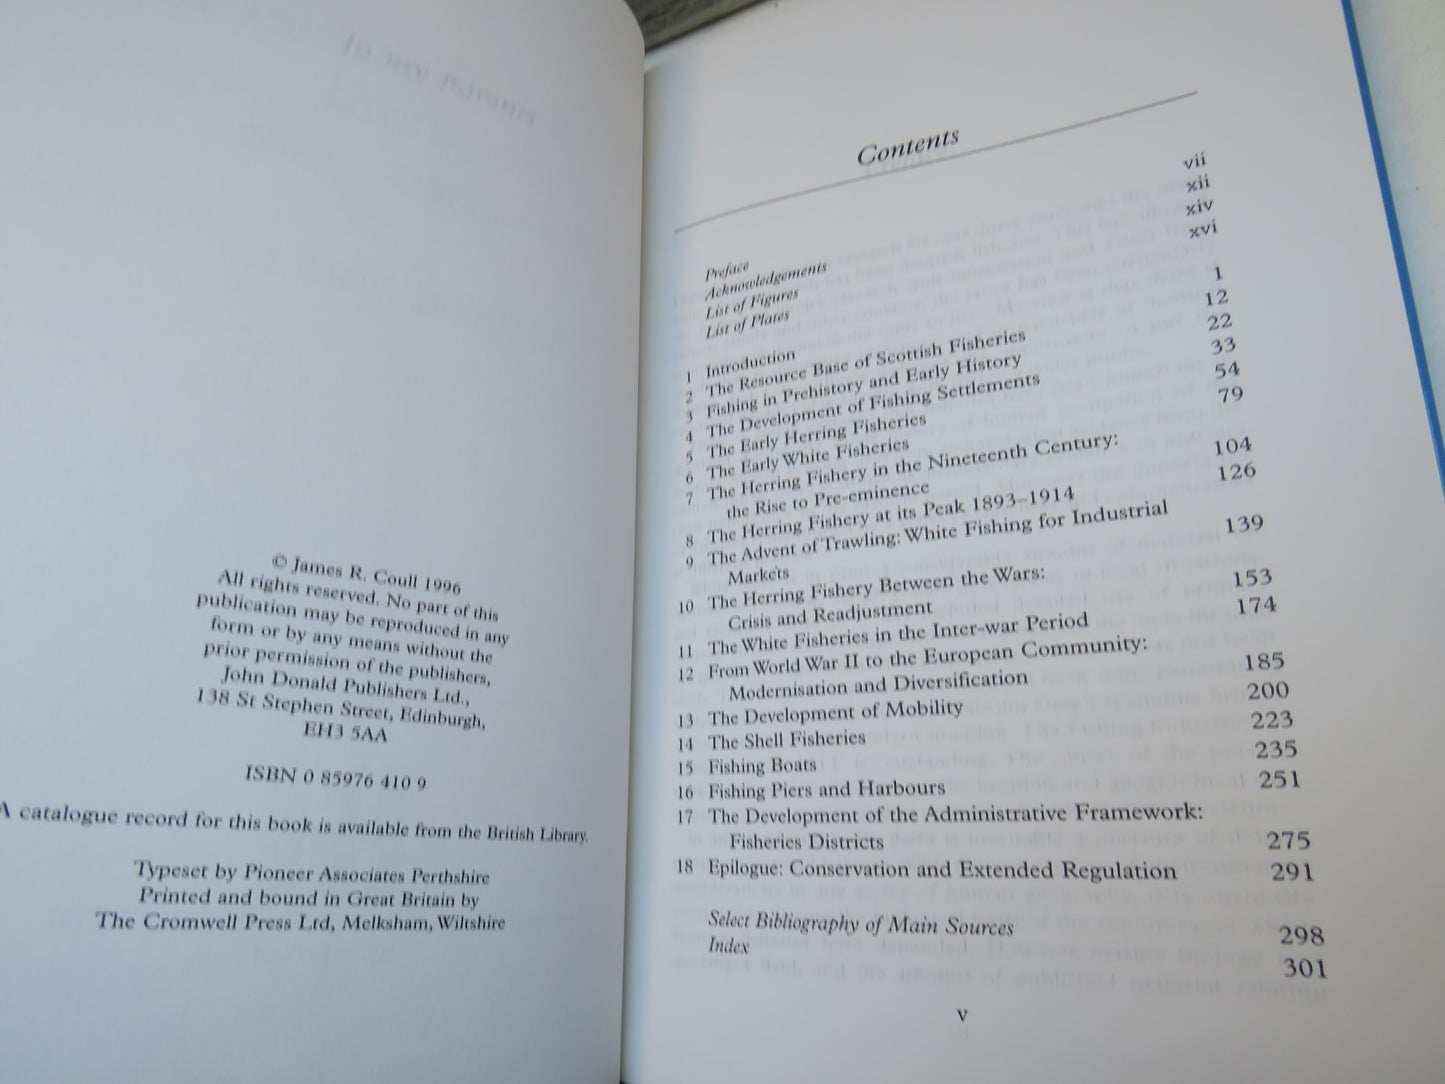 of my parents
© James R. Coull 1996
All rights reserved. No part of this
publication may be reproduced in any
form or by any means without the
prior permission of the publishers,
John Donald Publishers Ltd.,
138 St Stephen Street, Edinburgh,
EH3 5AA
ISBN 0 85976 410 9
A catalogue record for this book is available from the British Library.
Typeset by Pioneer Associates Perthshire
Printed and bound in Great Britain by
The Cromwell Press Ltd, Melksham, Wiltshire
Contents
Preface vii
Acknowledgements xii
List of Figures xiv
List of Plates xvi
1 Introduction 1
2 The Resource Base of Scottish Fisheries 12
3 Fishing in Prehistory and Early History 22
4 The Development of Fishing Settlements 33
5 The Early Herring Fisheries 54
6 The Early White Fisheries 79
7 The Herring Fishery in the Nineteenth Century:
the Rise to Pre-eminence 104
8 The Herring Fishery at its Peak 1893–1914 126
9 The Advent of Trawling: White Fishing for Industrial
Markets 139
10 The Herring Fishery Between the Wars:
Crisis and Readjustment 153
11 The White Fisheries in the Inter-war Period 174
12 From World War II to the European Community:
Modernisation and Diversification 185
13 The Development of Mobility 200
14 The Shell Fisheries 223
15 Fishing Boats 235
16 Fishing Piers and Harbours 251
17 The Development of the Administrative Framework:
Fisheries Districts 275
18 Epilogue: Conservation and Extended Regulation 291
Select Bibliography of Main Sources 298
Index 301
v